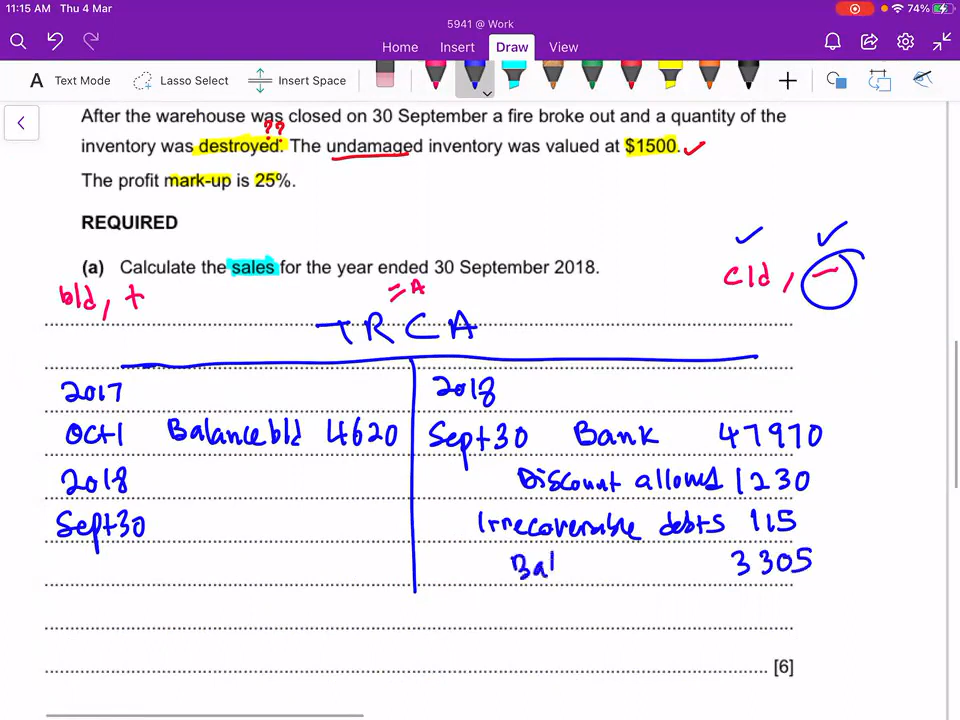 11:15 AM Thu 4 Mar
74%
5941 @ Work
Home Insert Draw View
A Text Mode Lasso Select Insert Space
After the warehouse was closed on 30 September a fire broke out and a quantity of the
??
inventory was destroyed. The undamaged inventory was valued at $1500.
The profit mark-up is 25%.
REQUIRED
(a) Calculate the sales for the year ended 30 September 2018.
c/d, -
b/d, +
= A
TRCA
2017 2018
Oct 1 Balance b/d 4620 Sept 30 Bank 47970
2018 Discount allowed 1230
Sept 30 Irrecoverable debts 115
Bal 3305
[6]